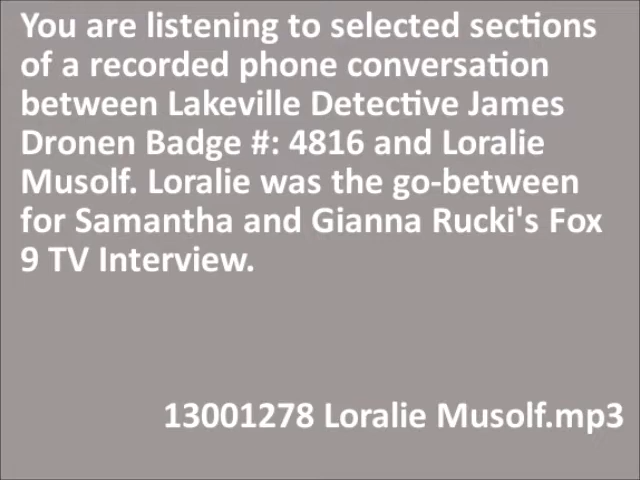 You are listening to selected sections
of a recorded phone conversation
between Lakeville Detective James
Dronen Badge #: 4816 and Loralie
Musolf. Loralie was the go-between
for Samantha and Gianna Rucki's Fox
9 TV Interview.
13001278 Loralie Musolf.mp3